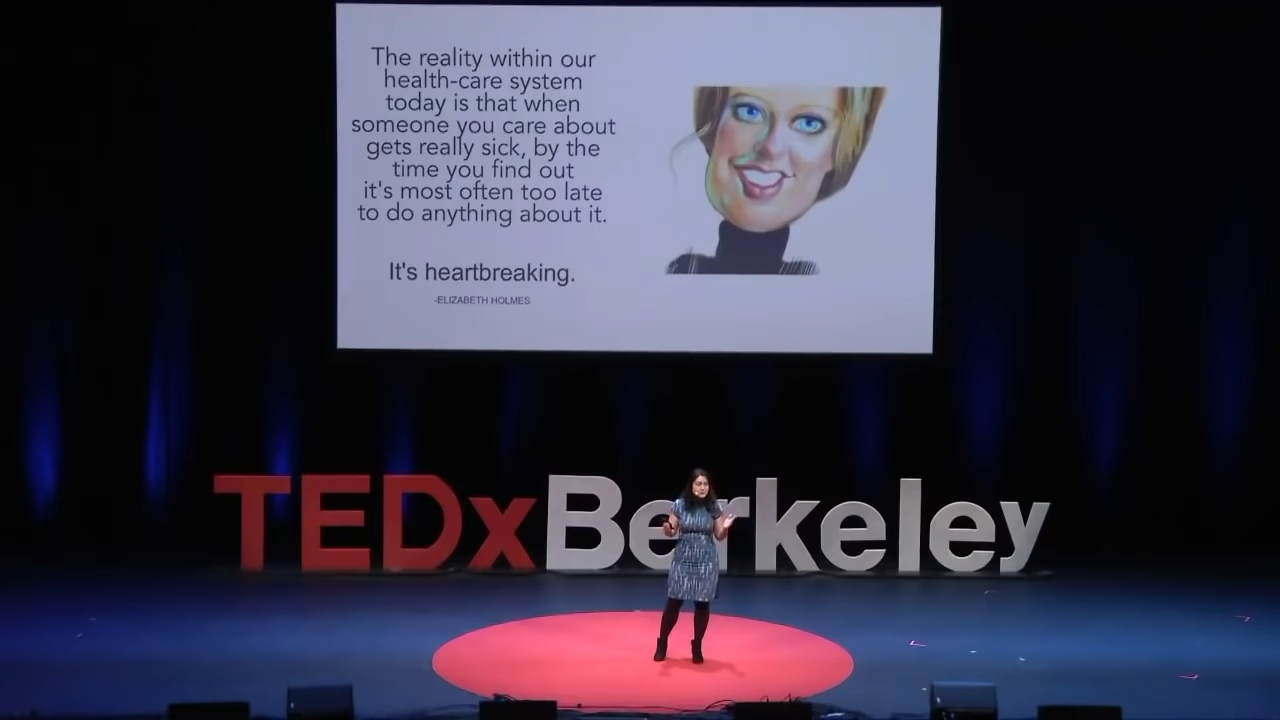 The reality within our
health-care system
today is that when
someone you care about
gets really sick, by the
time you find out
it's most often too late
to do anything about it.
It's heartbreaking.
-ELIZABETH HOLMES
TEDxBerkeley